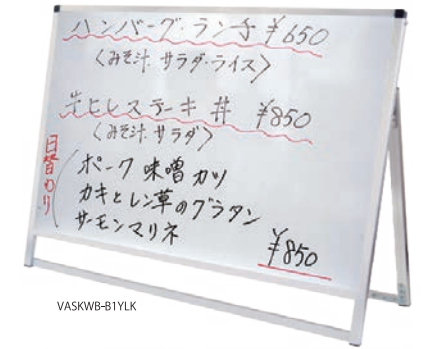 ハンバーグ・ランチ ¥650
〈みそ汁・サラダ・ライス〉
牛ヒレステーキ丼 ¥850
〈みそ汁・サラダ〉
日替わり
ポーク味噌カツ
カキとレン草のグラタン
サーモンマリネ
¥850
VASKWB-B1YLK